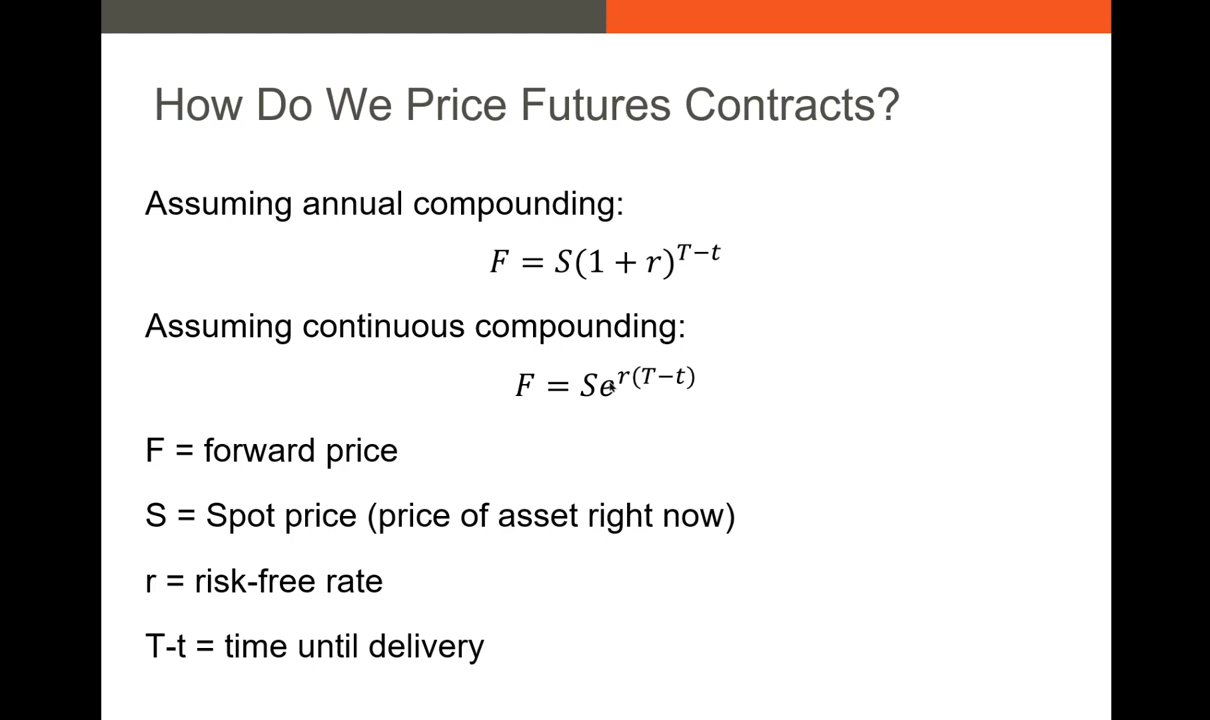 How Do We Price Futures Contracts?
Assuming annual compounding:
F = S(1 + r)^{T−t}
Assuming continuous compounding:
F = Se^{r(T−t)}
F = forward price
S = Spot price (price of asset right now)
r = risk-free rate
T-t = time until delivery